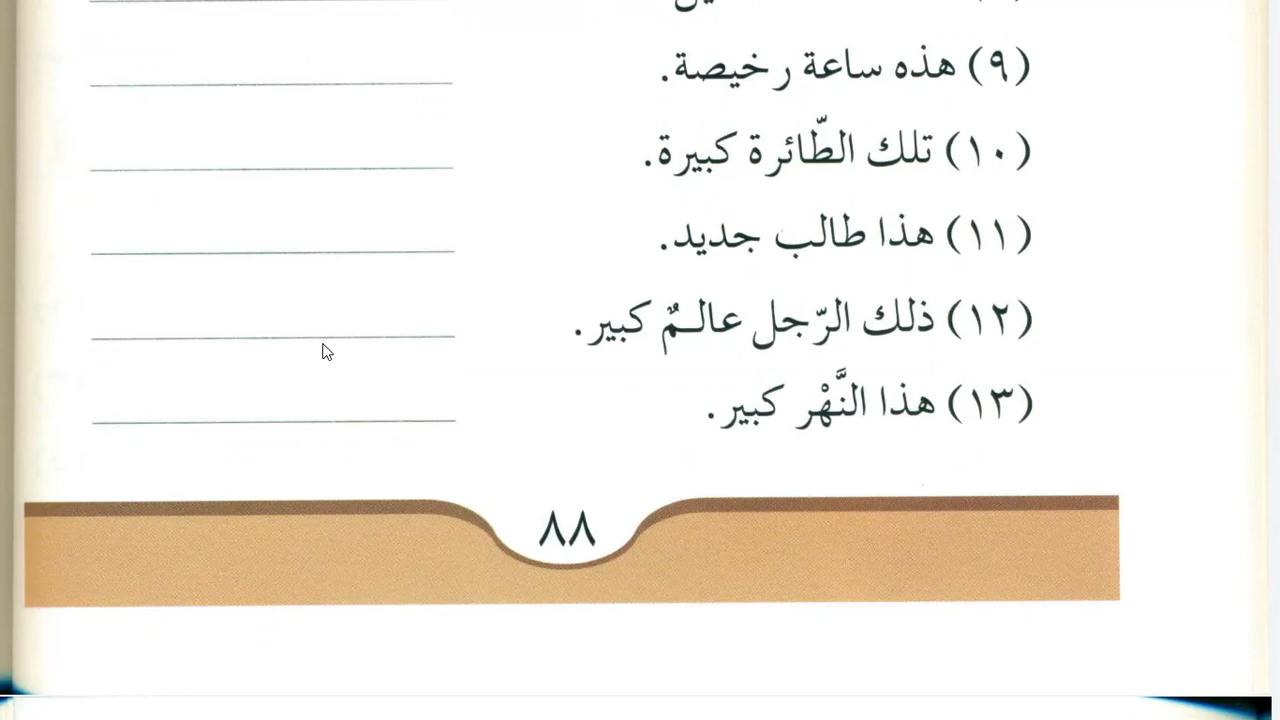 (٩) هذه ساعة رخيصة.
(١٠) تلك الطّائرة كبيرة.
(١١) هذا طالب جديد.
(١٢) ذلك الرّجل عالـمٌ كبير.
(١٣) هذا النَّهْر كبير.
٨٨